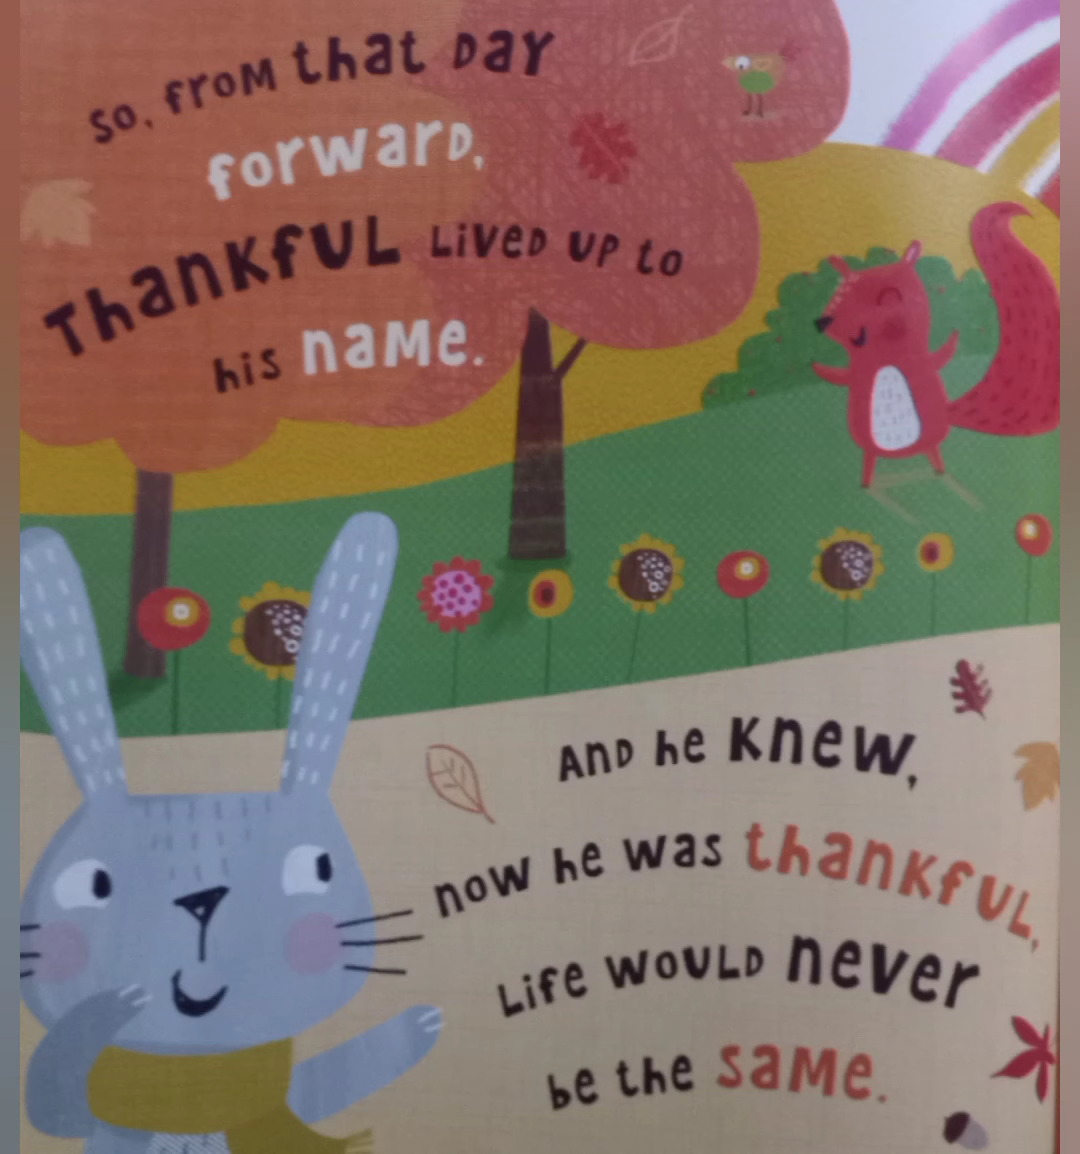 So, from that day
forward,
Thankful lived up to
his name.
And he knew,
now he was thankful,
Life would never
be the same.